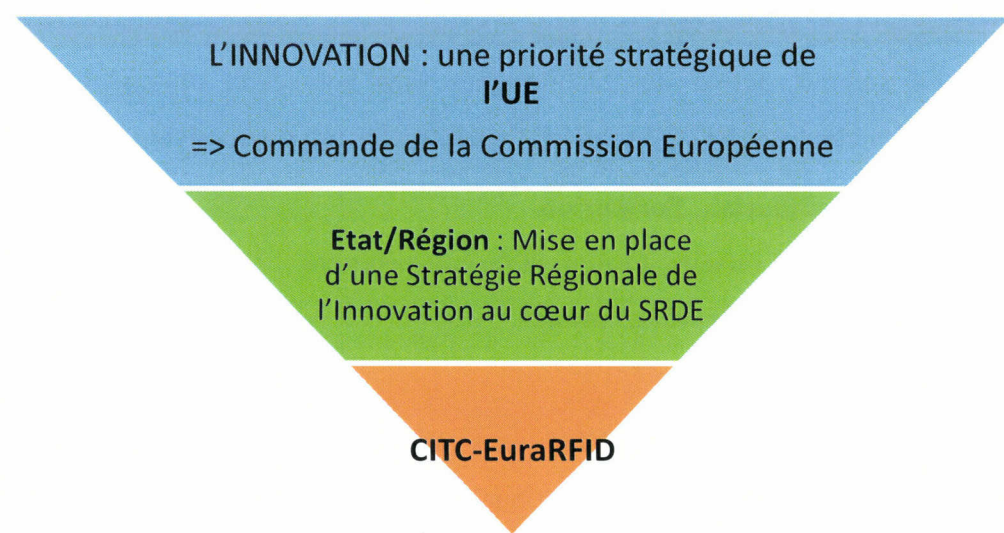 L'INNOVATION : une priorité stratégique de
l'UE
=> Commande de la Commission Européenne
Etat/Région : Mise en place
d'une Stratégie Régionale de
l'Innovation au cœur du SRDE
CITC-EuraRFID